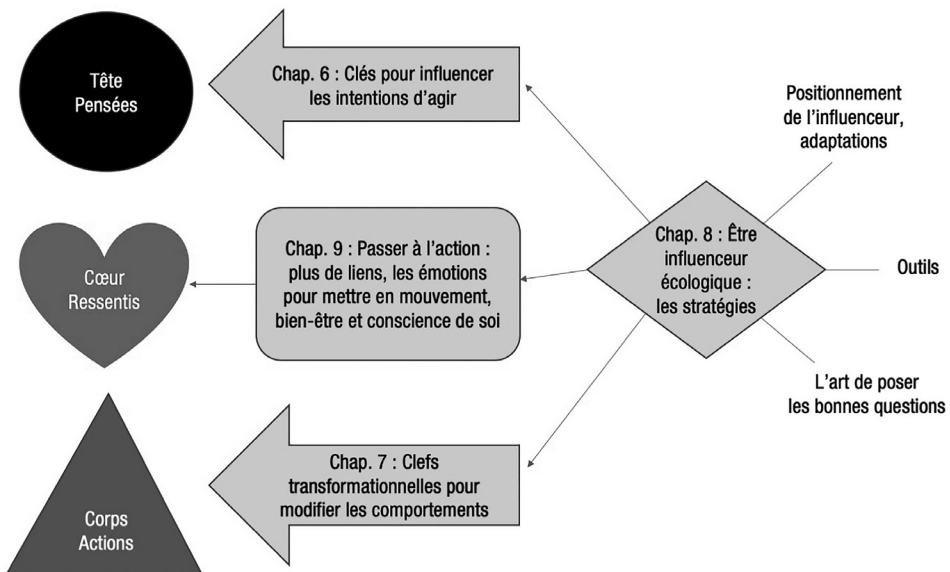 Tête
Pensées
Chap. 6 : Clés pour influencer
les intentions d’agir
Positionnement
de l’influenceur,
adaptations
Cœur
Ressentis
Chap. 9 : Passer à l’action :
plus de liens, les émotions
pour mettre en mouvement,
bien-être et conscience de soi
Chap. 8 : Être
influenceur
écologique :
les stratégies
Outils
L’art de poser
les bonnes questions
Corps
Actions
Chap. 7 : Clefs
transformationnelles pour
modifier les comportements